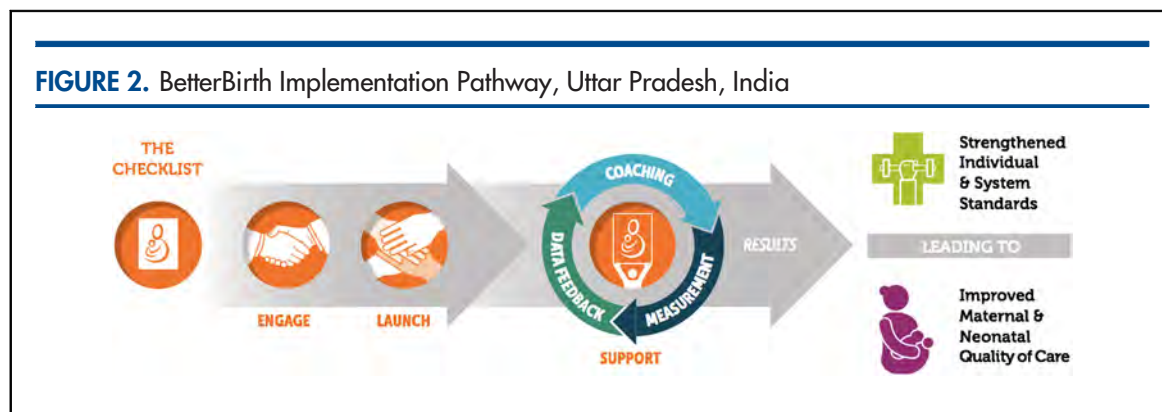 FIGURE 2. BetterBirth Implementation Pathway, Uttar Pradesh, India
THE
CHECKLIST
ENGAGE
LAUNCH
COACHING
MEASUREMENT
DATA FEEDBACK
SUPPORT
RESULTS
Strengthened
Individual
& System
Standards
LEADING TO
Improved
Maternal &
Neonatal
Quality of Care